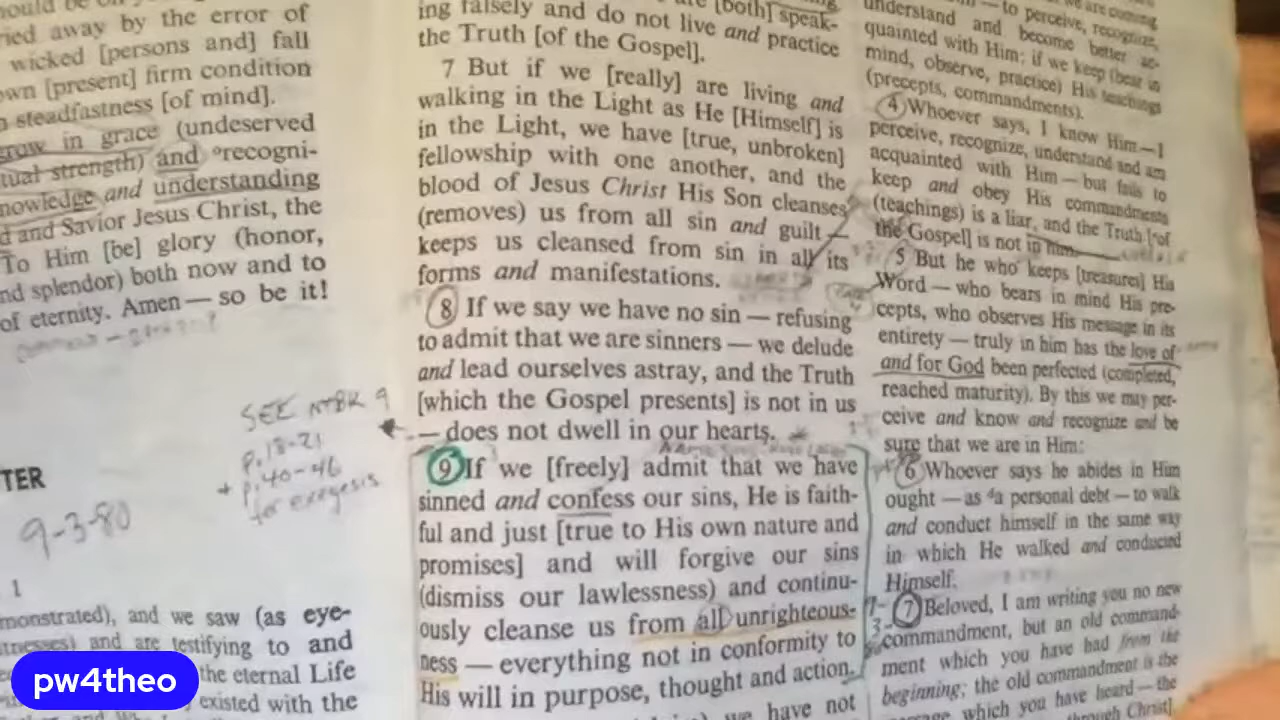 ried away by the error of
wicked [persons and] fall
own [present] firm condition
steadfastness [of mind].
grow in grace (undeserved
tual strength) and °recogni-
nowledge and understanding
d and Savior Jesus Christ, the
To Him [be] glory (honor,
nd splendor) both now and to
of eternity. Amen — so be it!
SEE NTBK 9
p. 18-21
+ p. 40-46
for exegesis
TER
9-3-80
1
monstrated), and we saw (as eye-
tnesses) and are testifying to and
the eternal Life
existed with the
[both] speak-
ing falsely and do not live and practice
the Truth [of the Gospel].
7 But if we [really] are living and
walking in the Light as He [Himself] is
in the Light, we have [true, unbroken]
fellowship with one another, and the
blood of Jesus Christ His Son cleanses
(removes) us from all sin and guilt —
keeps us cleansed from sin in all its
forms and manifestations.
8 If we say we have no sin — refusing
to admit that we are sinners — we delude
and lead ourselves astray, and the Truth
[which the Gospel presents] is not in us
— does not dwell in our hearts.
9 If we [freely] admit that we have
sinned and confess our sins, He is faith-
ful and just [true to His own nature and
promises] and will forgive our sins
(dismiss our lawlessness) and continu-
ously cleanse us from all unrighteous-
ness — everything not in conformity to
His will in purpose, thought and action.
we have not
— to perceive, recognize,
understand and become better ac-
quainted with Him: if we keep (bear in
mind, observe, practice) His teachings
(precepts, commandments).
4 Whoever says, I know Him — I
perceive, recognize, understand and am
acquainted with Him — but fails to
keep and obey His commandments
(teachings) is a liar, and the Truth [of
the Gospel] is not in him.
5 But he who keeps [treasures] His
Word — who bears in mind His pre-
cepts, who observes His message in its
entirety — truly in him has the love of
and for God been perfected (completed,
reached maturity). By this we may per-
ceive and know and recognize and be
sure that we are in Him:
6 Whoever says he abides in Him
ought — as ᵈa personal debt — to walk
and conduct himself in the same way
in which He walked and conducted
Himself.
7 Beloved, I am writing you no new
commandment, but an old command-
ment which you have had from the
beginning; the old commandment is the
which you have heard — the
through Christ]
pw4theo